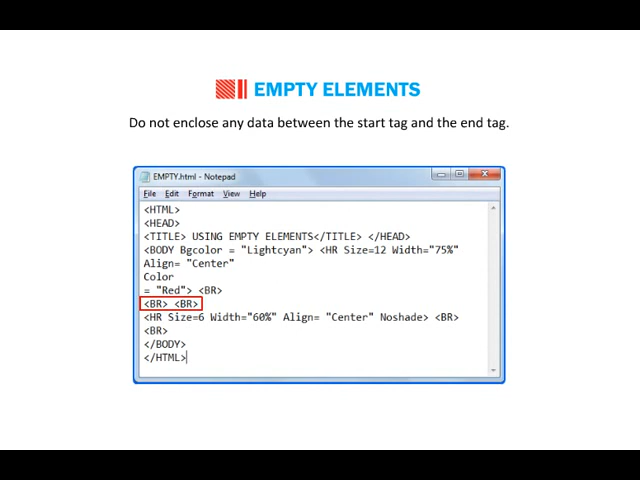 EMPTY ELEMENTS
Do not enclose any data between the start tag and the end tag.
EMPTY.html - Notepad
File Edit Format View Help
<HTML>
<HEAD>
<TITLE> USING EMPTY ELEMENTS</TITLE> </HEAD>
<BODY Bgcolor = "Lightcyan"> <HR Size=12 Width="75%"
Align= "Center"
Color
= "Red"> <BR>
<BR> <BR>
<HR Size=6 Width="60%" Align= "Center" Noshade> <BR>
<BR>
</BODY>
</HTML>